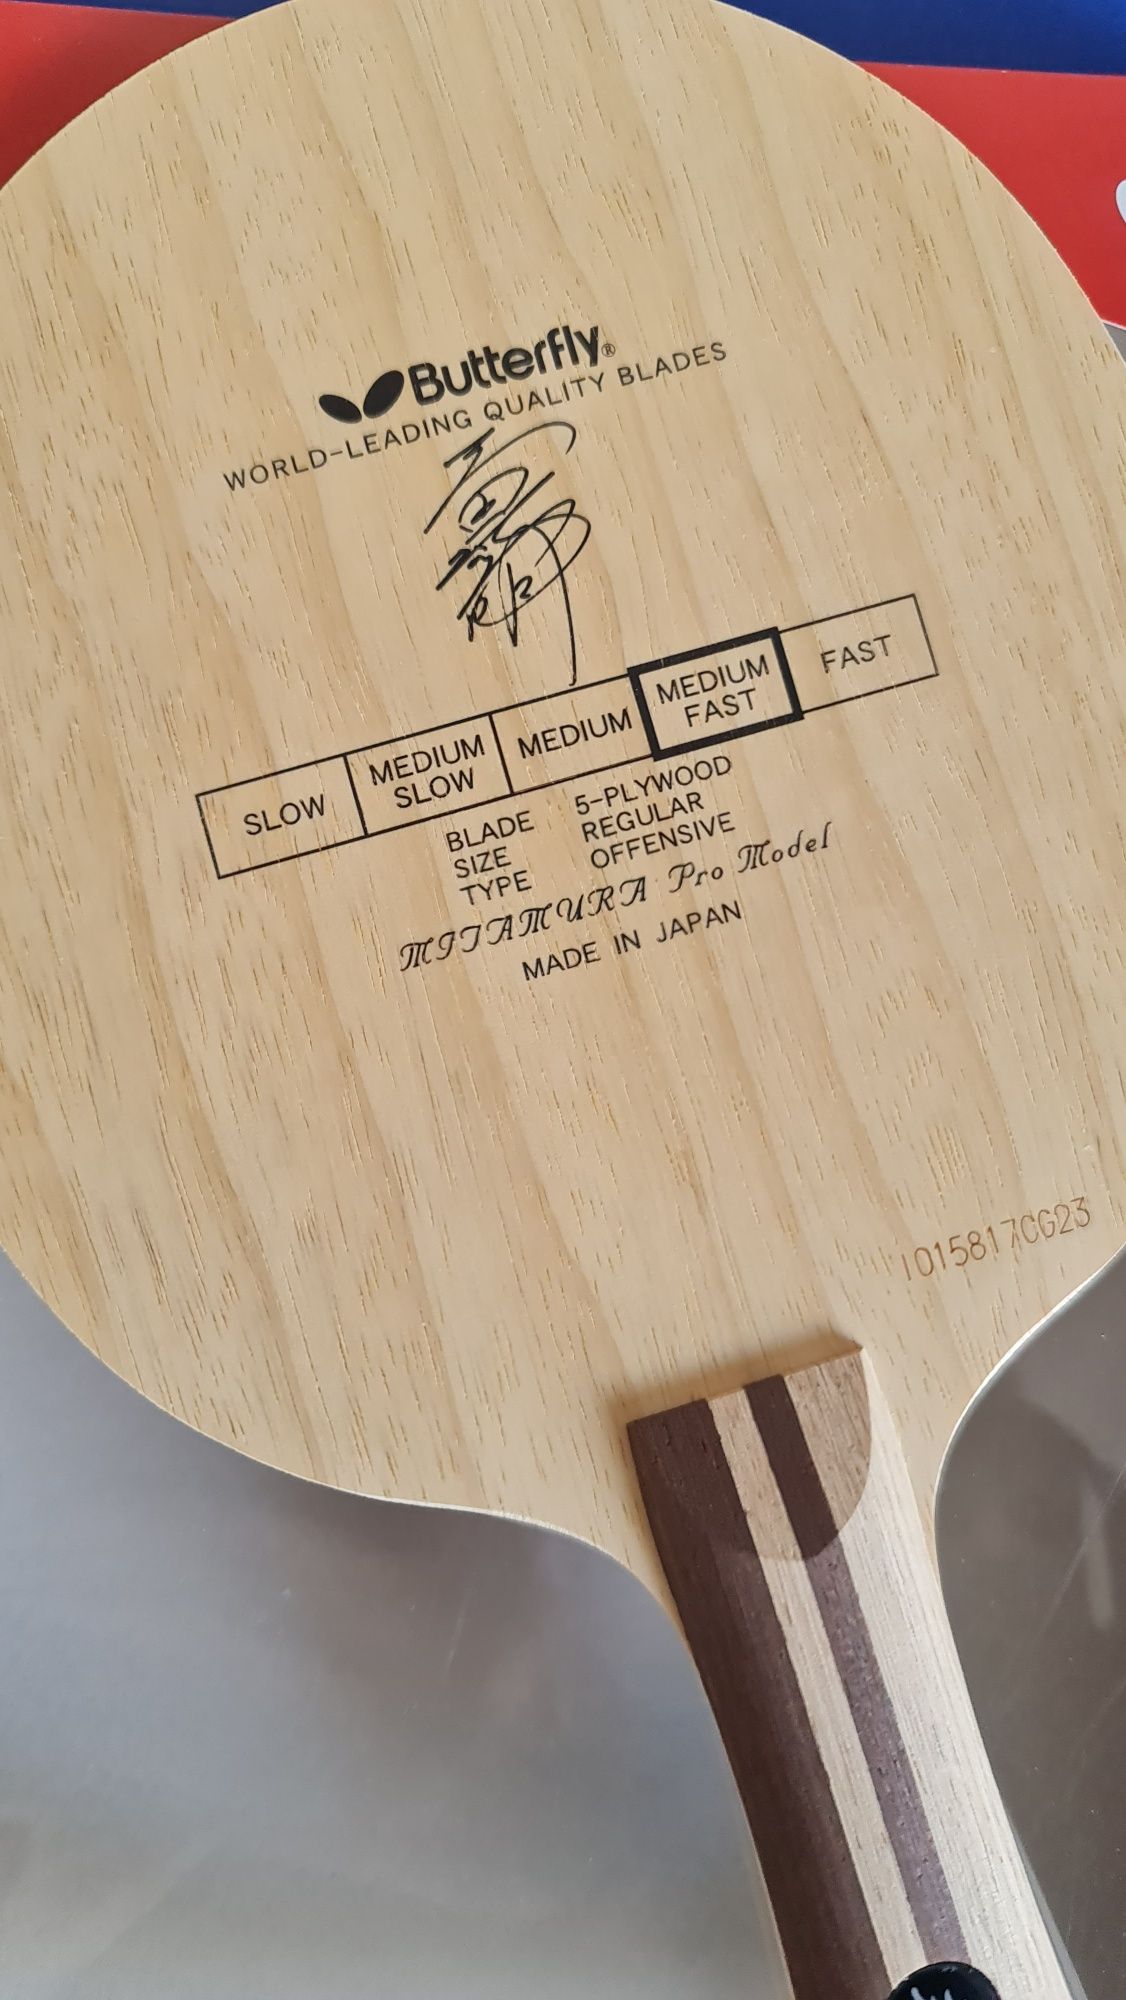 Butterfly®
WORLD-LEADING QUALITY BLADES
SLOW
MEDIUM SLOW
MEDIUM
MEDIUM FAST
FAST
BLADE 5-PLYWOOD
SIZE REGULAR
TYPE OFFENSIVE
MITAMURA Pro Model
MADE IN JAPAN
1015817CG23